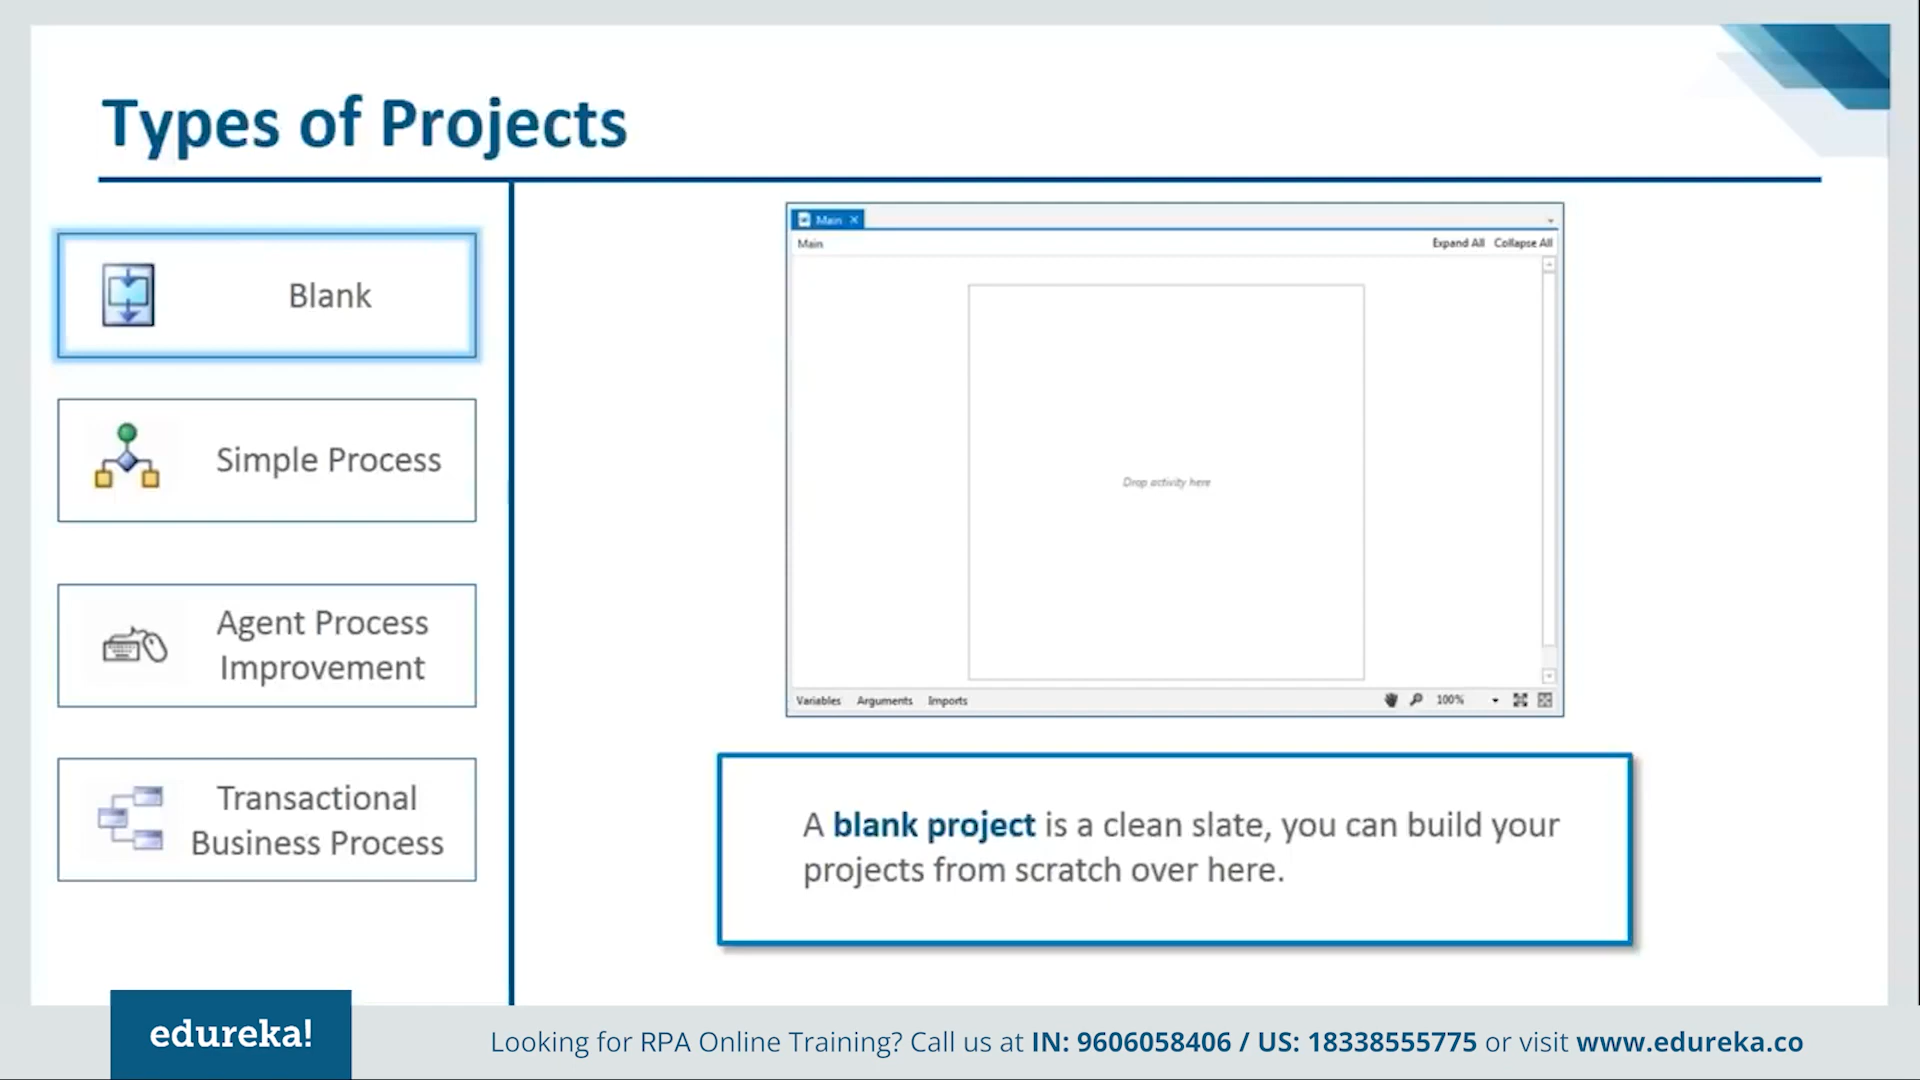 Types of Projects
Blank
Simple Process
Agent Process
Improvement
Transactional
Business Process
Main
Main
Expand All Collapse All
Drop activity here
Variables Arguments Imports
100%
A blank project is a clean slate, you can build your
projects from scratch over here.
edureka!
Looking for RPA Online Training? Call us at IN: 9606058406 / US: 18338555775 or visit www.edureka.co